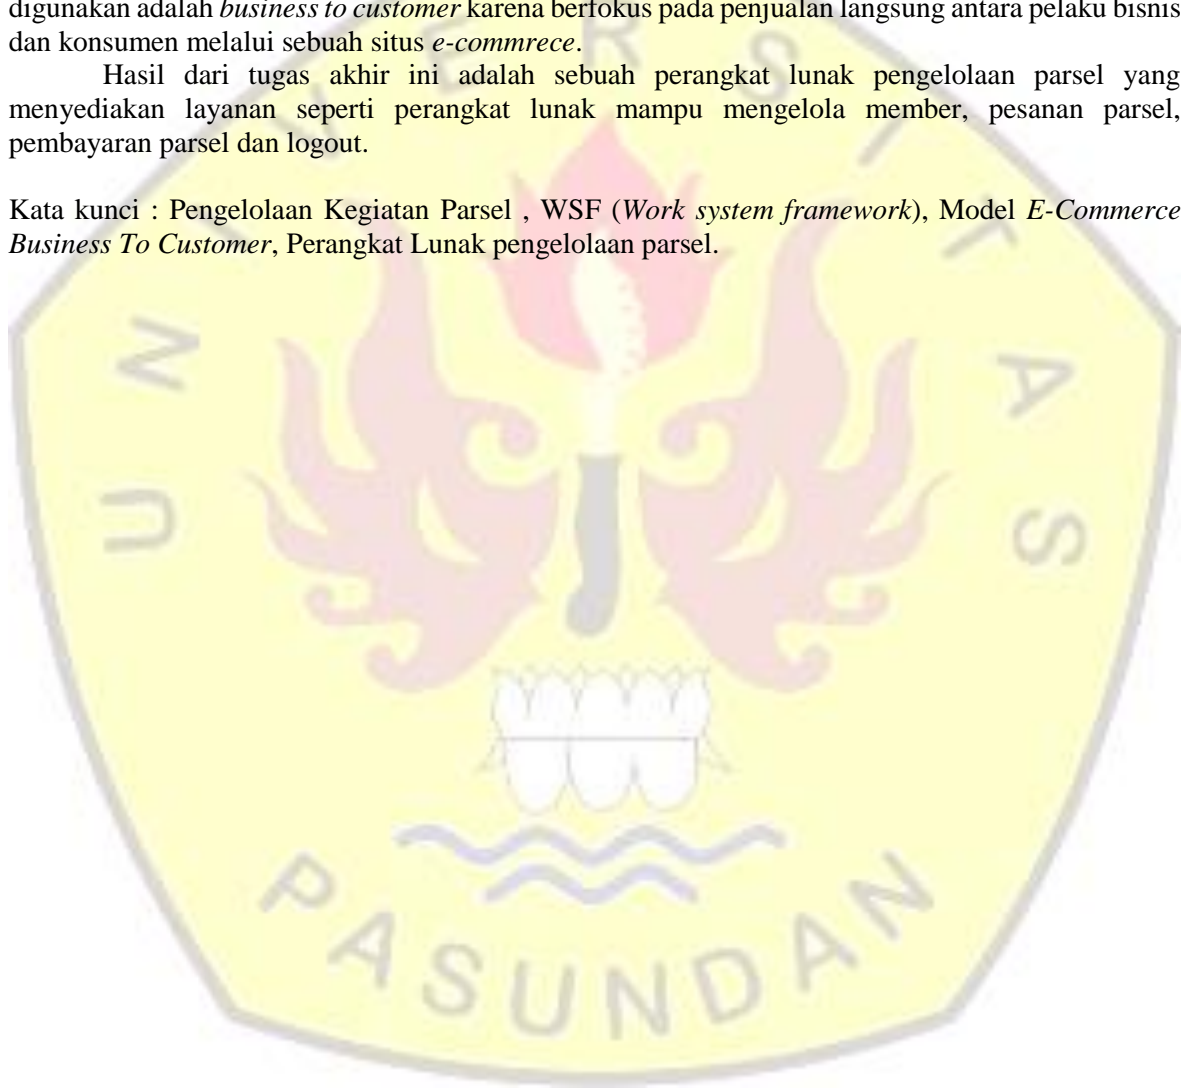 digunakan adalah business to customer karena berfokus pada penjualan langsung antara pelaku bisnis
dan konsumen melalui sebuah situs e-commrece.
Hasil dari tugas akhir ini adalah sebuah perangkat lunak pengelolaan parsel yang
menyediakan layanan seperti perangkat lunak mampu mengelola member, pesanan parsel,
pembayaran parsel dan logout.
Kata kunci : Pengelolaan Kegiatan Parsel , WSF (Work system framework), Model E-Commerce
Business To Customer, Perangkat Lunak pengelolaan parsel.
UNIVERSITAS
PASUNDAN